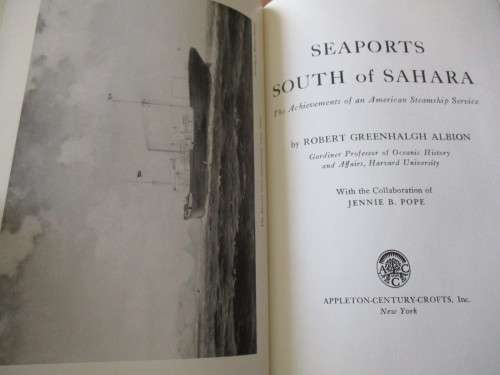 SEAPORTS
SOUTH of SAHARA
The Achievements of an American Steamship Service
by ROBERT GREENHALGH ALBION
Gardiner Professor of Oceanic History
and Affairs, Harvard University
With the Collaboration of
JENNIE B. POPE
A C C
APPLETON-CENTURY-CROFTS, Inc.
New York